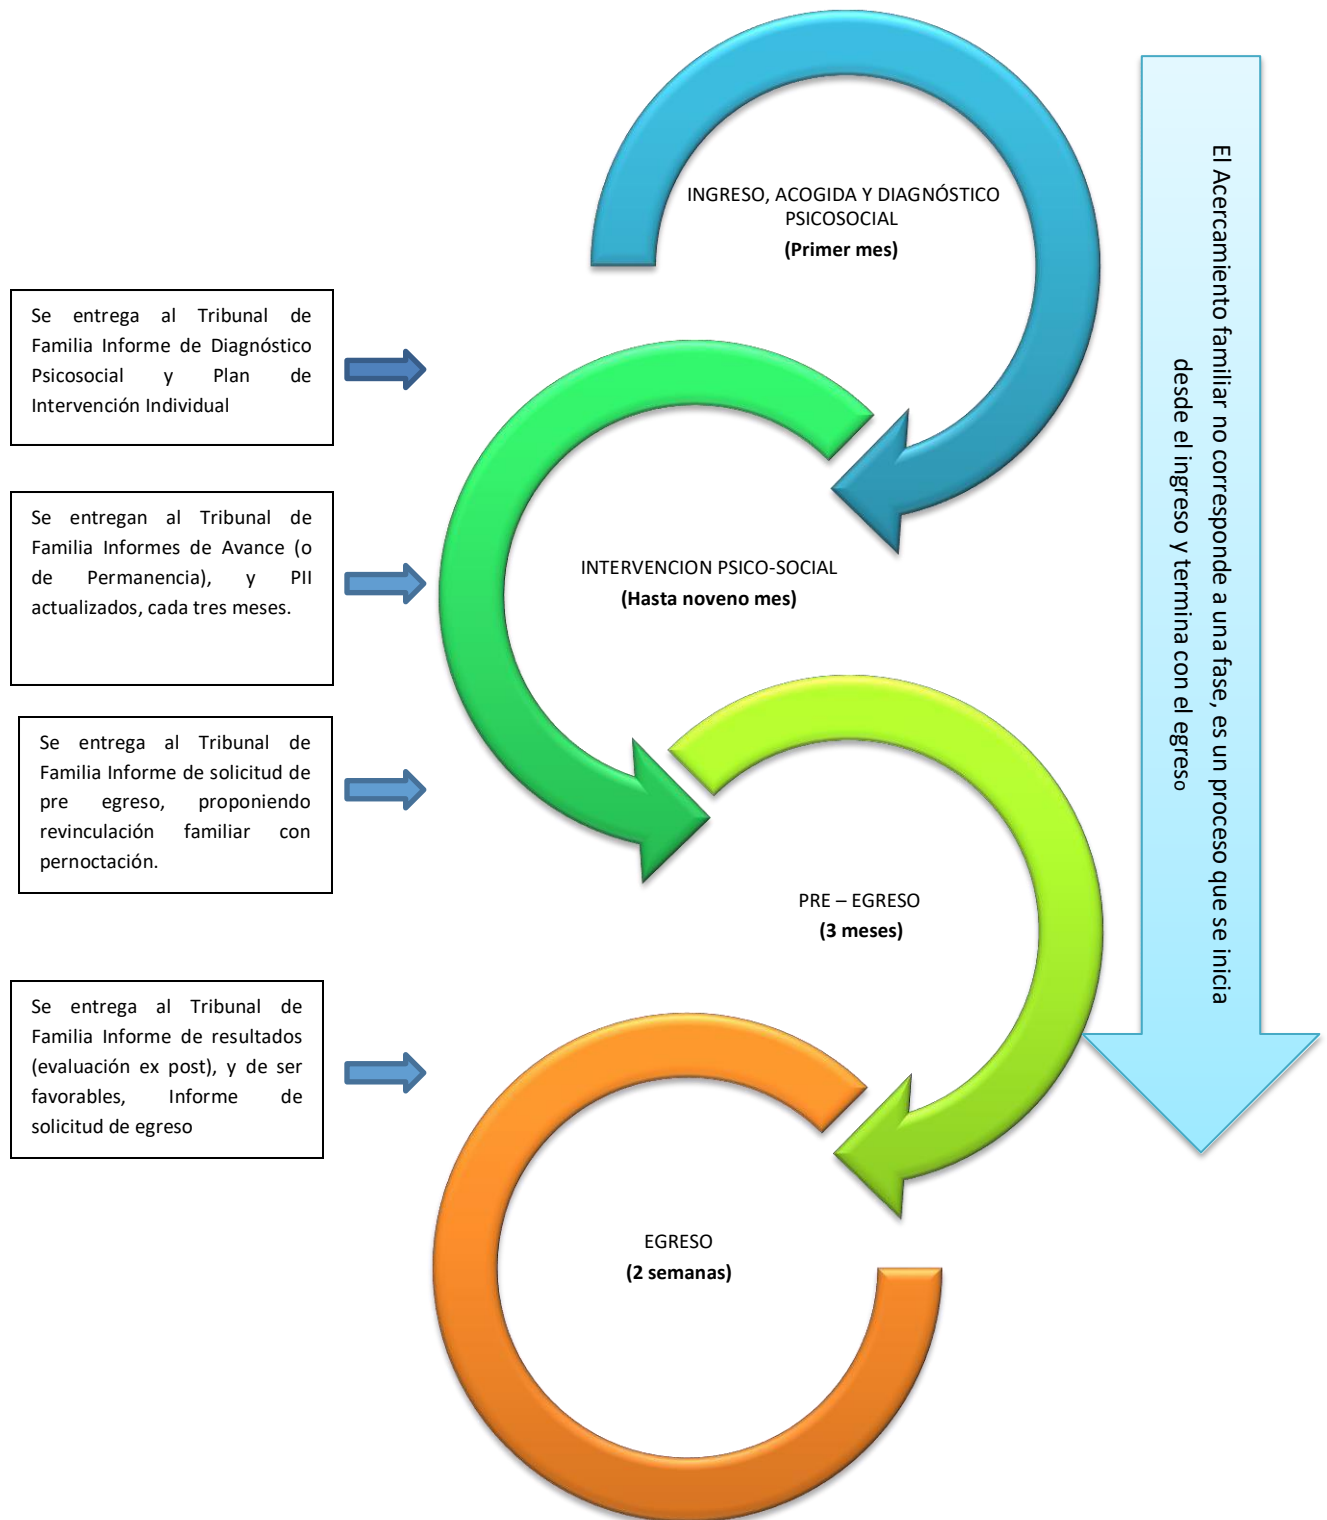 INGRESO, ACOGIDA Y DIAGNÓSTICO
PSICOSOCIAL
(Primer mes)
Se entrega al Tribunal de
Familia Informe de Diagnóstico
Psicosocial y Plan de
Intervención Individual
Se entregan al Tribunal de
Familia Informes de Avance (o
de Permanencia), y PII
actualizados, cada tres meses.
INTERVENCION PSICO-SOCIAL
(Hasta noveno mes)
Se entrega al Tribunal de
Familia Informe de solicitud de
pre egreso, proponiendo
revinculación familiar con
pernoctación.
PRE – EGRESO
(3 meses)
Se entrega al Tribunal de
Familia Informe de resultados
(evaluación ex post), y de ser
favorables, Informe de
solicitud de egreso
EGRESO
(2 semanas)
El Acercamiento familiar no corresponde a una fase, es un proceso que se inicia
desde el ingreso y termina con el egreso